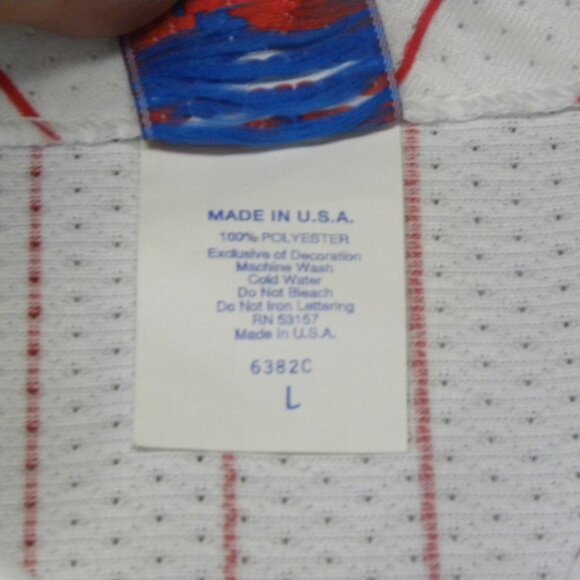 MADE IN U.S.A.
100% POLYESTER
Exclusive of Decoration
Machine Wash
Cold Water
Do Not Bleach
Do Not Iron Lettering
RN 53157
Made In U.S.A.
6382C
L